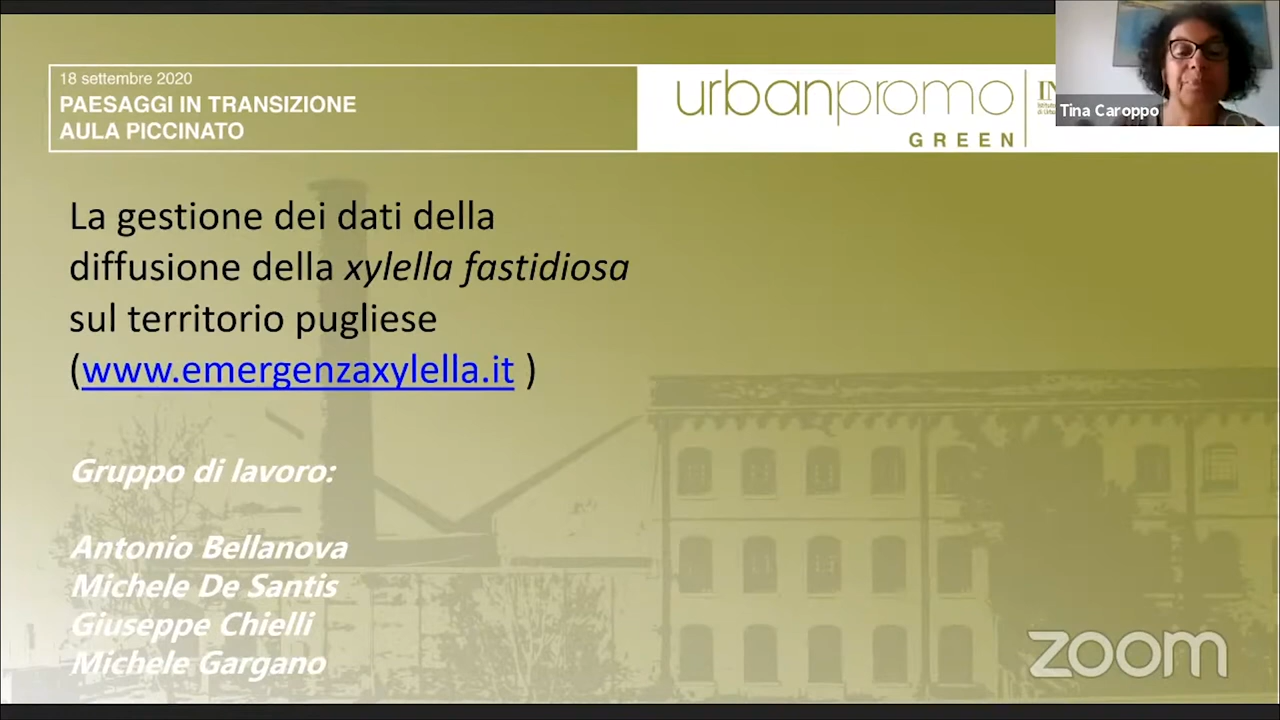 18 settembre 2020
PAESAGGI IN TRANSIZIONE
AULA PICCINATO
urbanpromo
GREEN
Tina Caroppo
La gestione dei dati della
diffusione della xylella fastidiosa
sul territorio pugliese
(www.emergenzaxylella.it )
Gruppo di lavoro:
Antonio Bellanova
Michele De Santis
Giuseppe Chielli
Michele Gargano
zoom